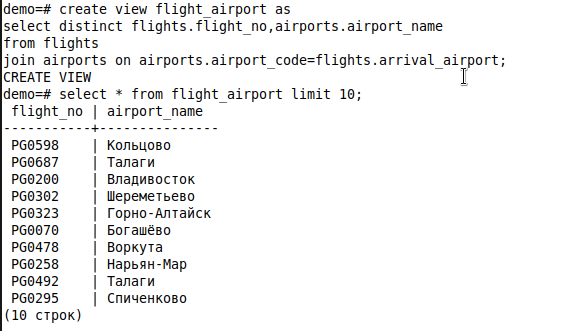 demo=# create view flight_airport as
select distinct flights.flight_no,airports.airport_name
from flights
join airports on airports.airport_code=flights.arrival_airport;
CREATE VIEW
demo=# select * from flight_airport limit 10;
flight_no | airport_name
-----------+---------------
PG0598 | Кольцово
PG0687 | Талаги
PG0200 | Владивосток
PG0302 | Шереметьево
PG0323 | Горно-Алтайск
PG0070 | Богашёво
PG0478 | Воркута
PG0258 | Нарьян-Мар
PG0492 | Талаги
PG0295 | Спиченково
(10 строк)